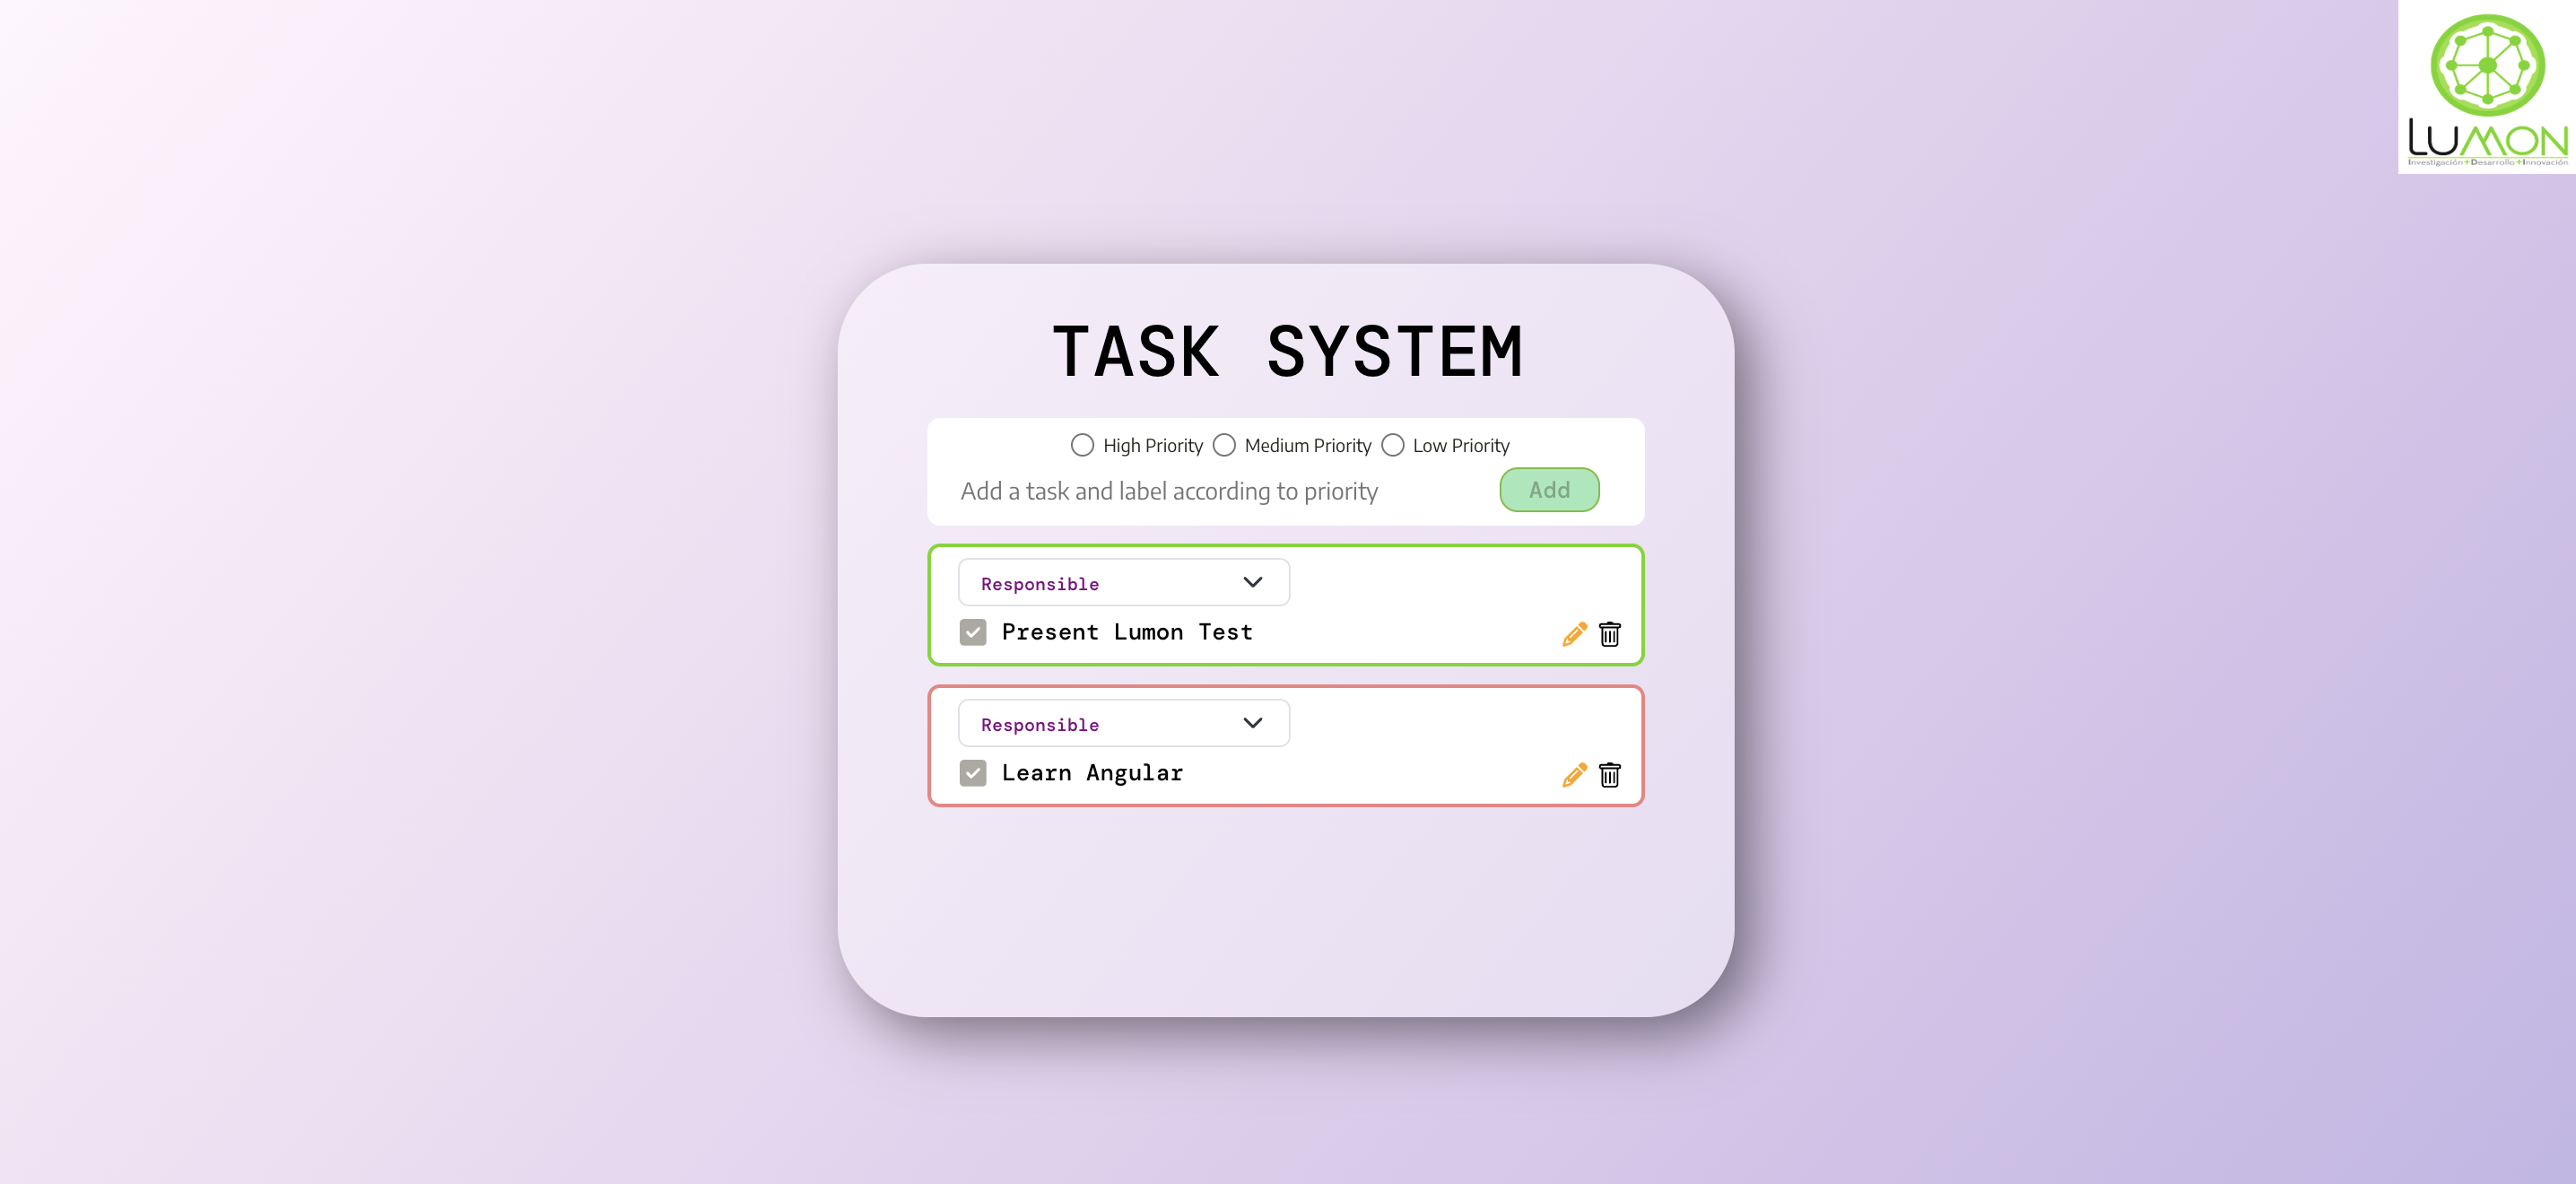 LUMON
Investigación+Desarrollo+Innovación
TASK SYSTEM
High Priority Medium Priority Low Priority
Add a task and label according to priority Add
Responsible
Present Lumon Test
Responsible
Learn Angular